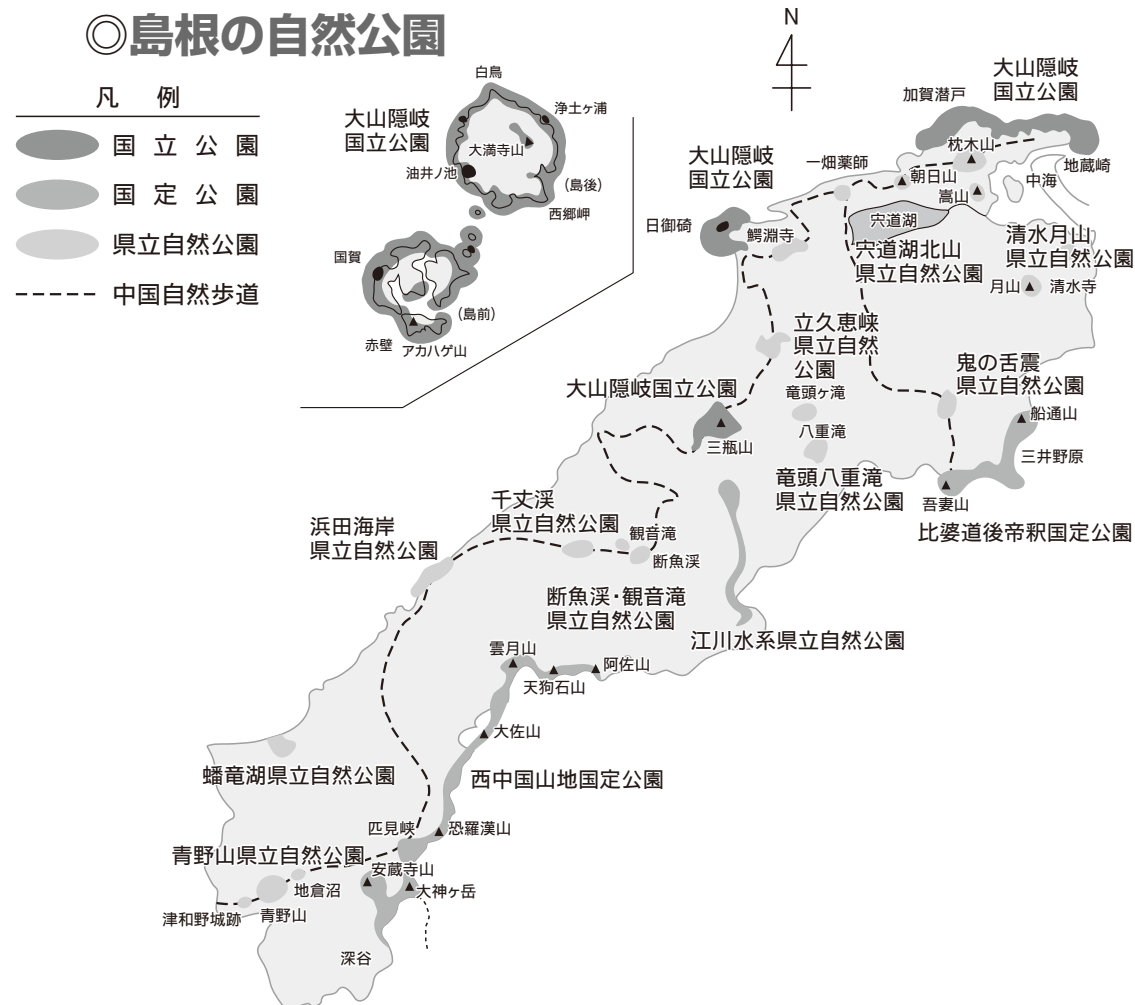 ◎島根の自然公園
凡 例
国立公園
国定公園
県立自然公園
中国自然歩道
N
白鳥
浄土ヶ浦
大山隠岐
国立公園
大満寺山
油井ノ池
(島後)
西郷岬
国賀
(島前)
赤壁
アカハゲ山
大山隠岐
国立公園
加賀潜戸
枕木山
地蔵崎
一畑薬師
朝日山
中海
嵩山
大山隠岐
国立公園
日御碕
鰐淵寺
宍道湖
宍道湖北山
県立自然公園
清水月山
県立自然公園
月山
清水寺
立久恵峡
県立自然
公園
鬼の舌震
県立自然公園
大山隠岐国立公園
竜頭ヶ滝
船通山
三瓶山
八重滝
三井野原
竜頭八重滝
県立自然公園
吾妻山
比婆道後帝釈国定公園
千丈渓
県立自然公園
浜田海岸
県立自然公園
観音滝
断魚渓
断魚渓・観音滝
県立自然公園
江川水系県立自然公園
雲月山
阿佐山
天狗石山
大佐山
蟠竜湖県立自然公園
西中国山地国定公園
匹見峡
恐羅漢山
青野山県立自然公園
安蔵寺山
地倉沼
大神ヶ岳
津和野城跡
青野山
深谷